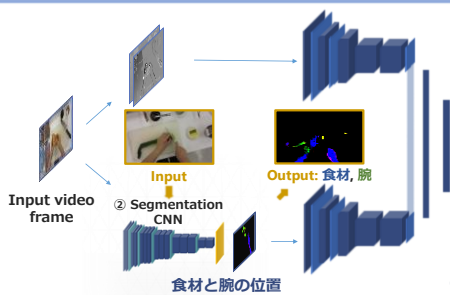 Input
Output: 食材, 腕
Input video
frame
② Segmentation
CNN
食材と腕の位置